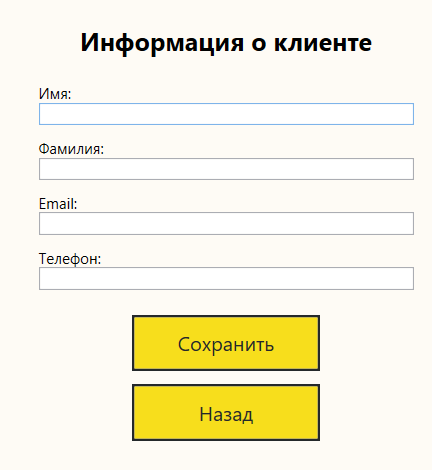 Информация о клиенте
Имя:
Фамилия:
Email:
Телефон:
Сохранить
Назад